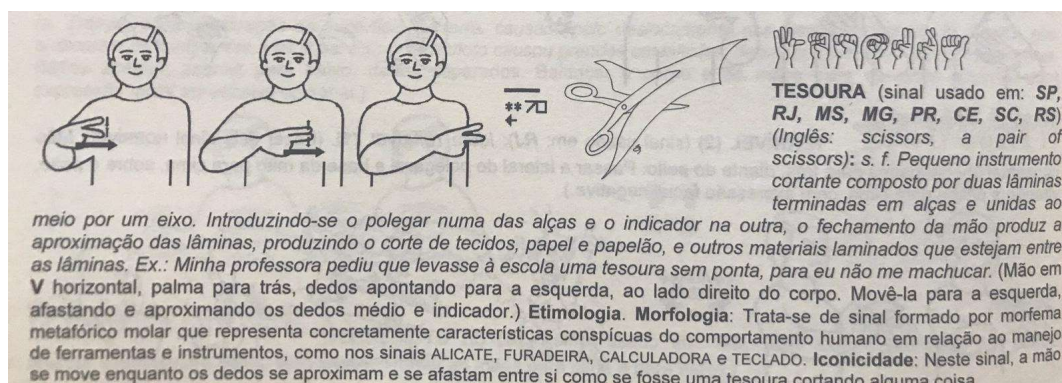 TESOURA (sinal usado em: SP,
RJ, MS, MG, PR, CE, SC, RS)
(Inglês: scissors, a pair of
scissors): s. f. Pequeno instrumento
cortante composto por duas lâminas
terminadas em alças e unidas ao
meio por um eixo. Introduzindo-se o polegar numa das alças e o indicador na outra, o fechamento da mão produz a
aproximação das lâminas, produzindo o corte de tecidos, papel e papelão, e outros materiais laminados que estejam entre
as lâminas. Ex.: Minha professora pediu que levasse à escola uma tesoura sem ponta, para eu não me machucar. (Mão em
V horizontal, palma para trás, dedos apontando para a esquerda, ao lado direito do corpo. Movê-la para a esquerda,
afastando e aproximando os dedos médio e indicador.) Etimologia. Morfologia: Trata-se de sinal formado por morfema
metafórico molar que representa concretamente características conspícuas do comportamento humano em relação ao manejo
de ferramentas e instrumentos, como nos sinais ALICATE, FURADEIRA, CALCULADORA e TECLADO. Iconicidade: Neste sinal, a mão
se move enquanto os dedos se aproximam e se afastam entre si como se fosse uma tesoura cortando alguma coisa